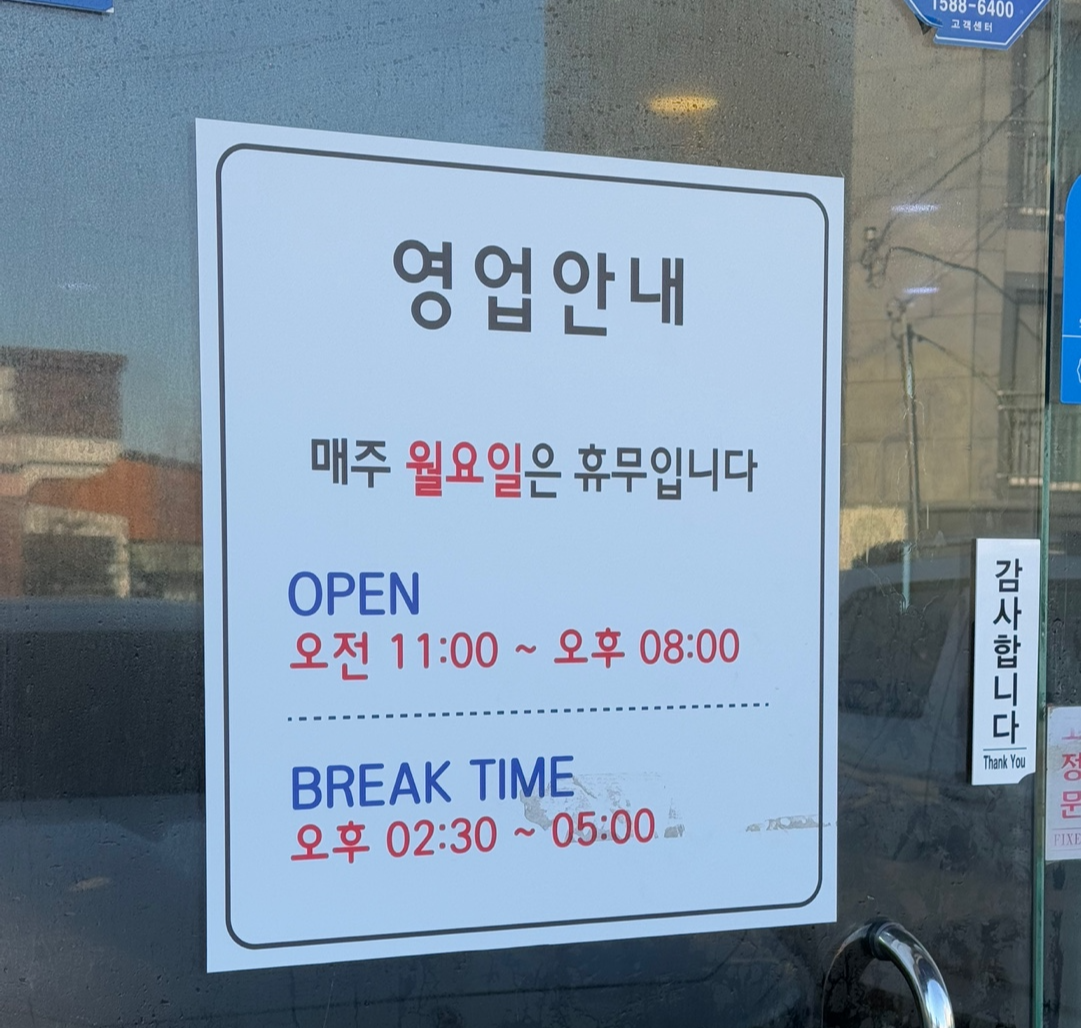 1588-6400
고객센터
영업안내
매주 월요일은 휴무입니다
OPEN
오전 11:00 ~ 오후 08:00
BREAK TIME
오후 02:30 ~ 05:00
감사합니다
Thank You
정
문